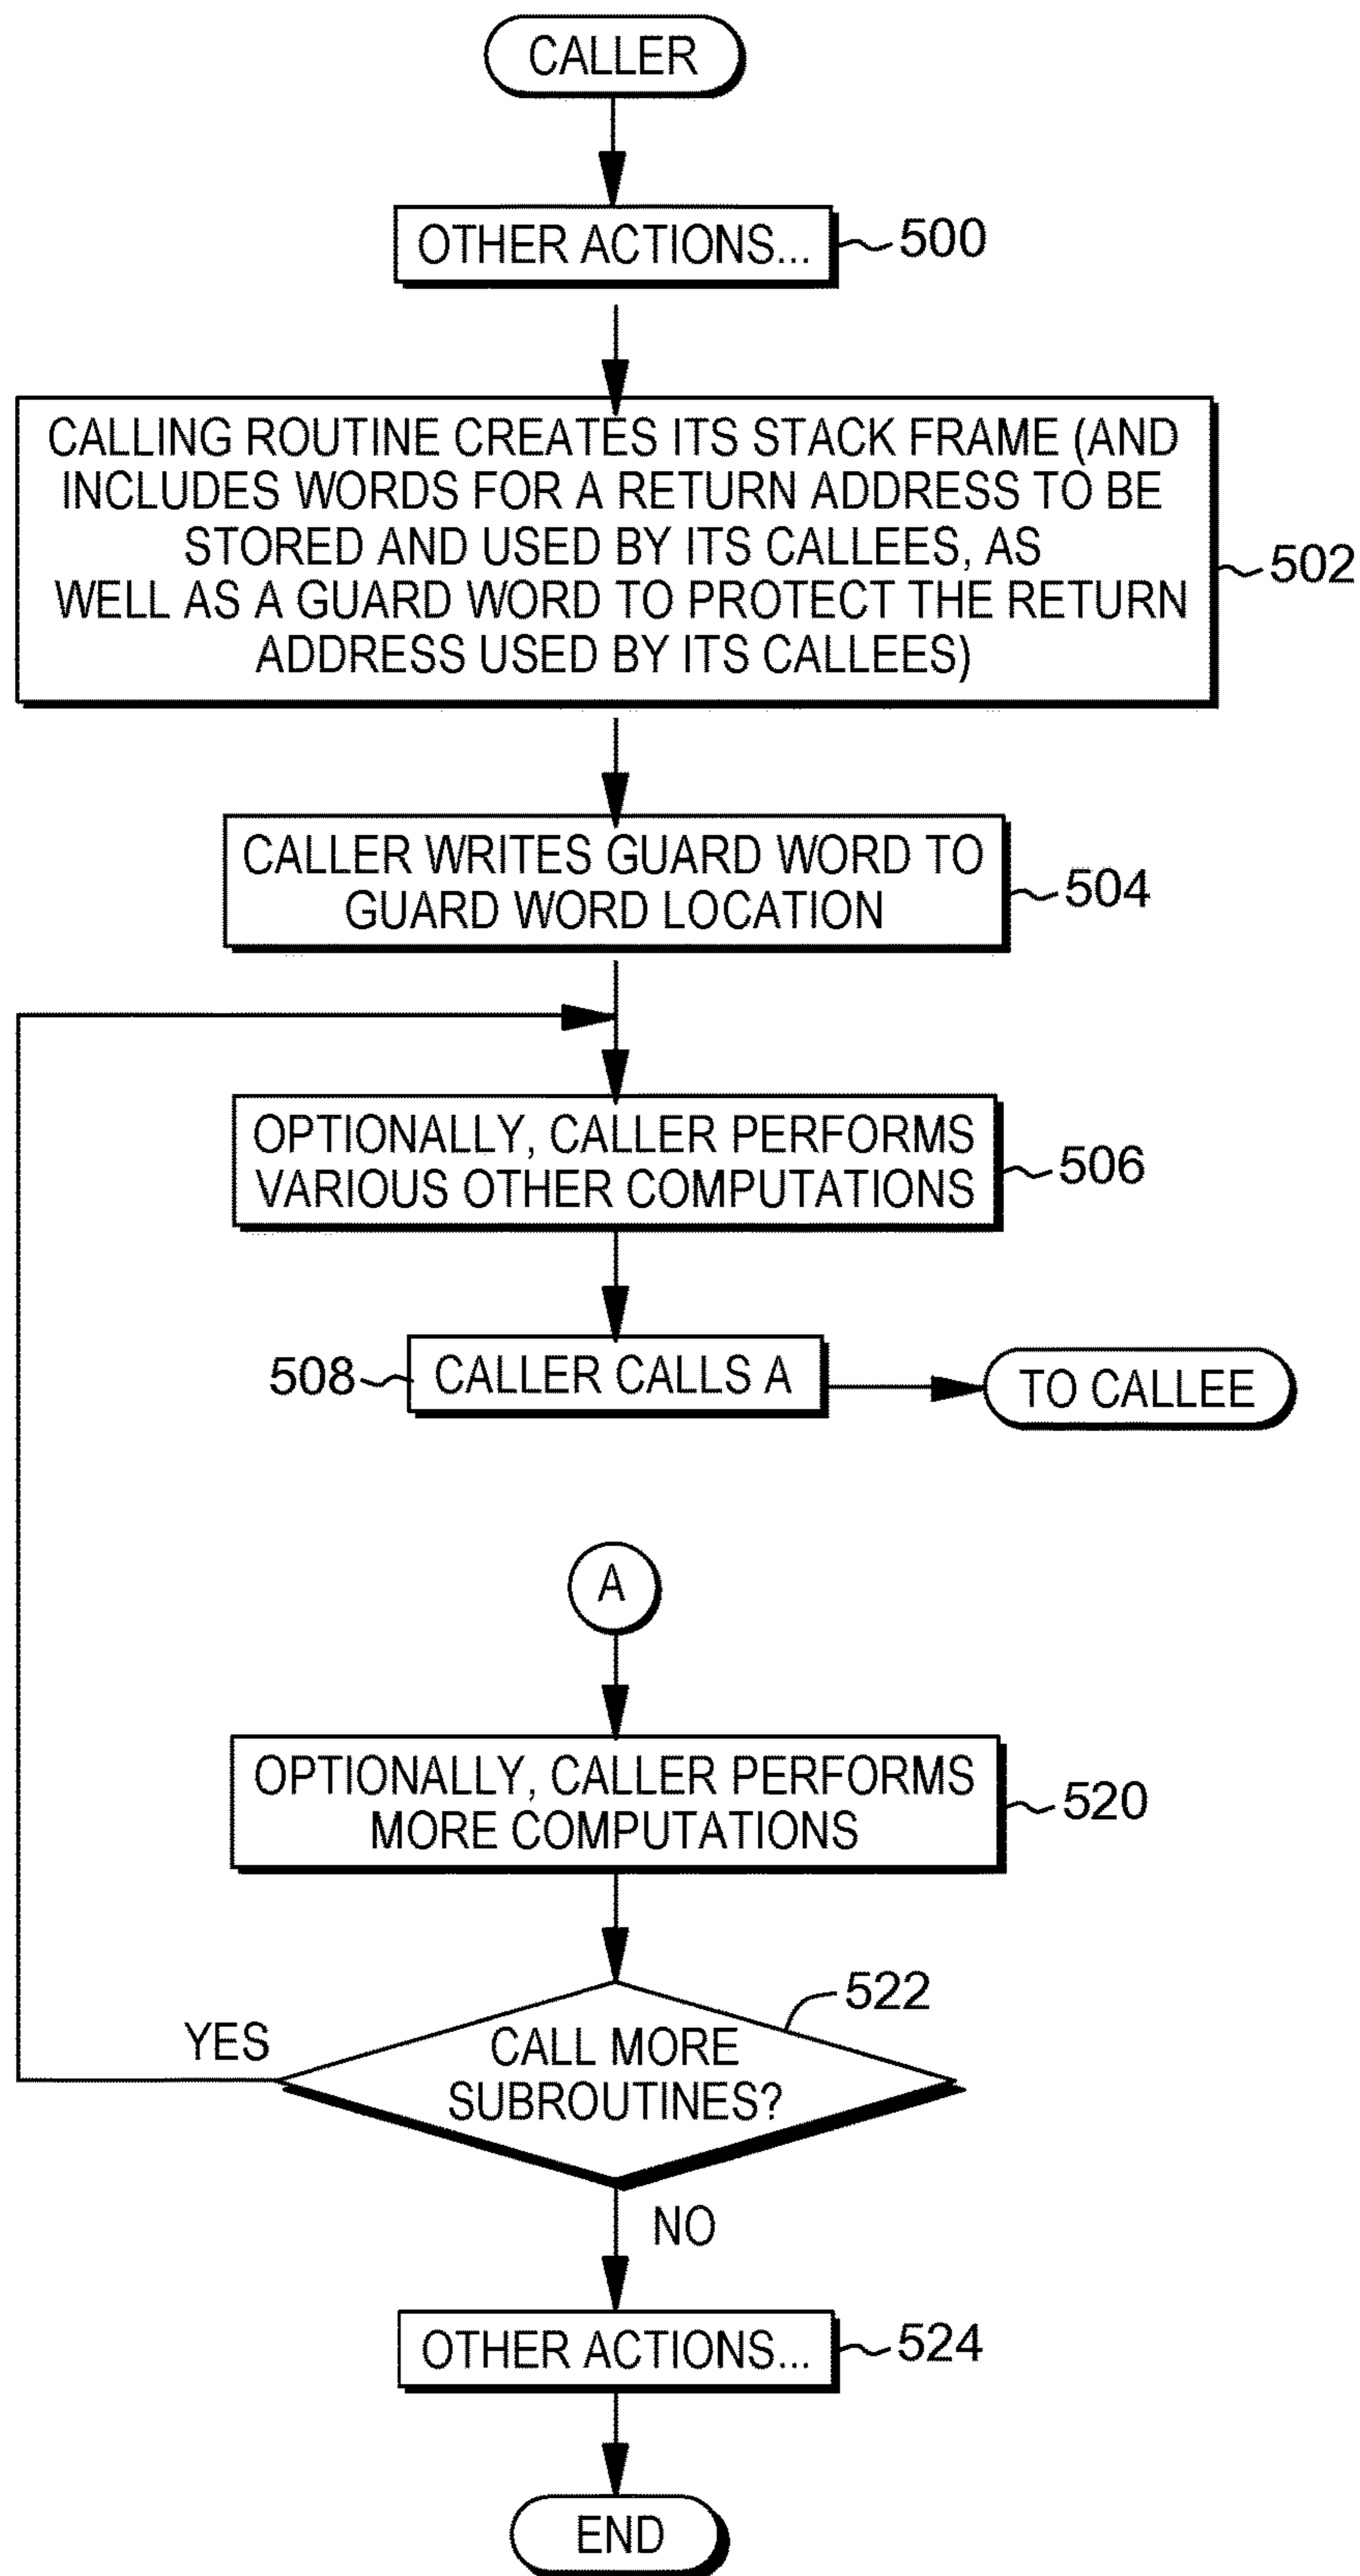 CALLER
OTHER ACTIONS...
500
CALLING ROUTINE CREATES ITS STACK FRAME (AND
INCLUDES WORDS FOR A RETURN ADDRESS TO BE
STORED AND USED BY ITS CALLEES, AS
WELL AS A GUARD WORD TO PROTECT THE RETURN
ADDRESS USED BY ITS CALLEES)
502
CALLER WRITES GUARD WORD TO
GUARD WORD LOCATION
504
OPTIONALLY, CALLER PERFORMS
VARIOUS OTHER COMPUTATIONS
506
508
CALLER CALLS A
TO CALLEE
A
OPTIONALLY, CALLER PERFORMS
MORE COMPUTATIONS
520
522
YES
CALL MORE
SUBROUTINES?
NO
OTHER ACTIONS...
524
END